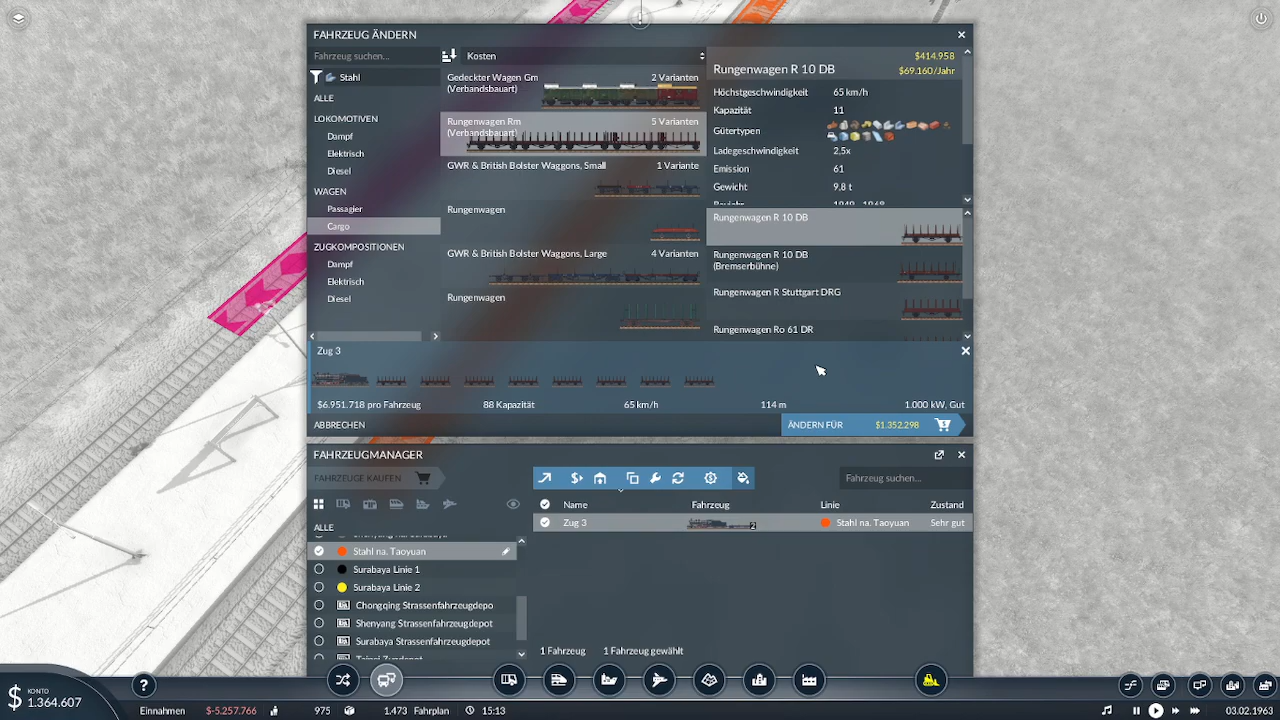 FAHRZEUG ÄNDERN
Fahrzeug suchen...
Kosten
Stahl
ALLE
LOKOMOTIVEN
Dampf
Elektrisch
Diesel
WAGEN
Passagier
Cargo
ZUGKOMPOSITIONEN
Dampf
Elektrisch
Diesel
Gedeckter Wagen Gm (Verbandsbauart)
2 Varianten
Rungenwagen Rm (Verbandsbauart)
5 Varianten
GWR & British Bolster Waggons, Small
1 Variante
Rungenwagen
GWR & British Bolster Waggons, Large
4 Varianten
Rungenwagen
$414.958
Rungenwagen R 10 DB
$69.160/Jahr
Höchstgeschwindigkeit 65 km/h
Kapazität 11
Gütertypen
Ladegeschwindigkeit 2,5x
Emission 61
Gewicht 9,8 t
Rungenwagen R 10 DB
Rungenwagen R 10 DB (Bremserbühne)
Rungenwagen R Stuttgart DRG
Rungenwagen Ro 61 DR
Zug 3
$6.951.718 pro Fahrzeug 88 Kapazität 65 km/h 114 m 1.000 kW, Gut
ABBRECHEN
ÄNDERN FÜR $1.352.298
FAHRZEUGMANAGER
FAHRZEUGE KAUFEN
Fahrzeug suchen...
ALLE
Stahl na. Taoyuan
Surabaya Linie 1
Surabaya Linie 2
Chongqing Strassenfahrzeugdepo
Shenyang Strassenfahrzeugdepot
Surabaya Strassenfahrzeugdepot
Name Fahrzeug Linie Zustand
Zug 3 2 Stahl na. Taoyuan Sehr gut
1 Fahrzeug 1 Fahrzeug gewählt
KONTO
$ 1.364.607
?
Einnahmen $-5.257.766 975 1.473 Fahrplan 15:13
03.02.1963